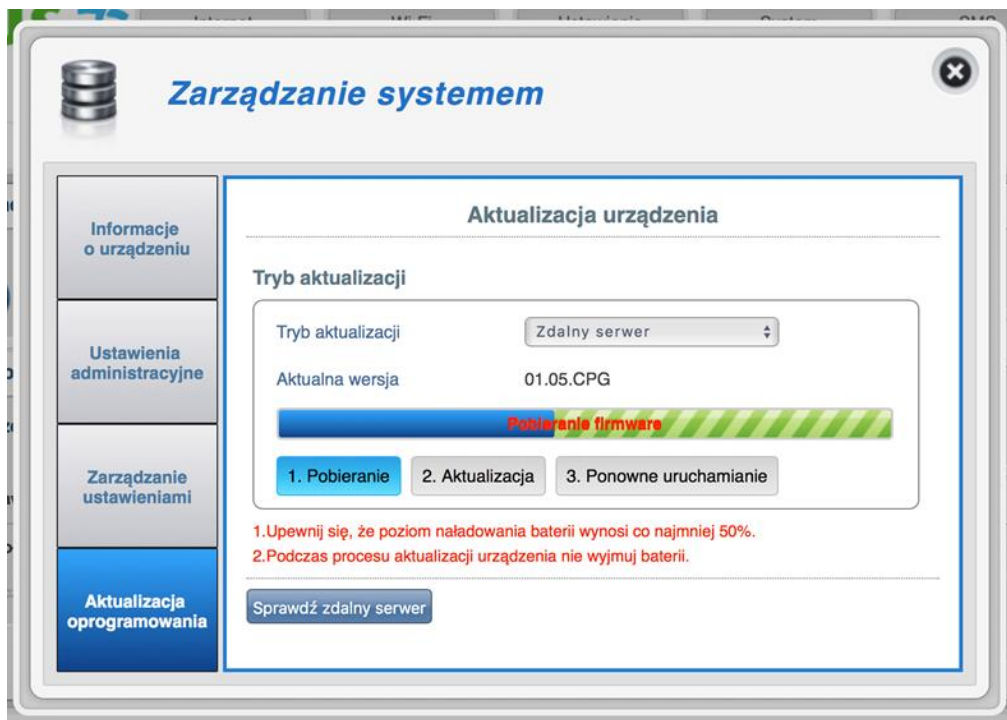 Zarządzanie systemem
Informacje
o urządzeniu
Ustawienia
administracyjne
Zarządzanie
ustawieniami
Aktualizacja
oprogramowania
Aktualizacja urządzenia
Tryb aktualizacji
Tryb aktualizacji Zdalny serwer
Aktualna wersja 01.05.CPG
Pobieranie firmware
1. Pobieranie 2. Aktualizacja 3. Ponowne uruchamianie
1.Upewnij się, że poziom naładowania baterii wynosi co najmniej 50%.
2.Podczas procesu aktualizacji urządzenia nie wyjmuj baterii.
Sprawdź zdalny serwer